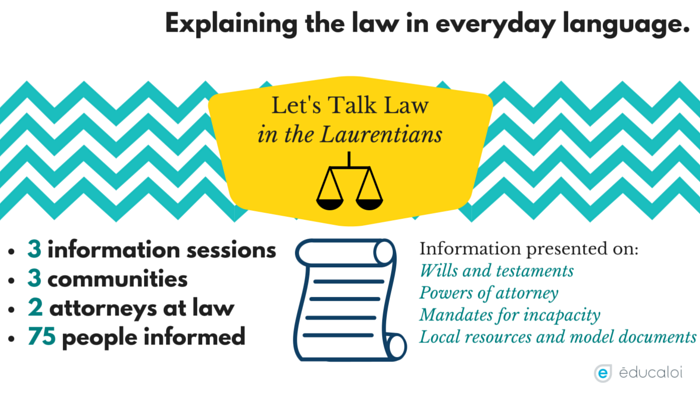 Explaining the law in everyday language.
Let's Talk Law
in the Laurentians
• 3 information sessions
• 3 communities
• 2 attorneys at law
• 75 people informed
Information presented on:
Wills and testaments
Powers of attorney
Mandates for incapacity
Local resources and model documents
e éducaloi